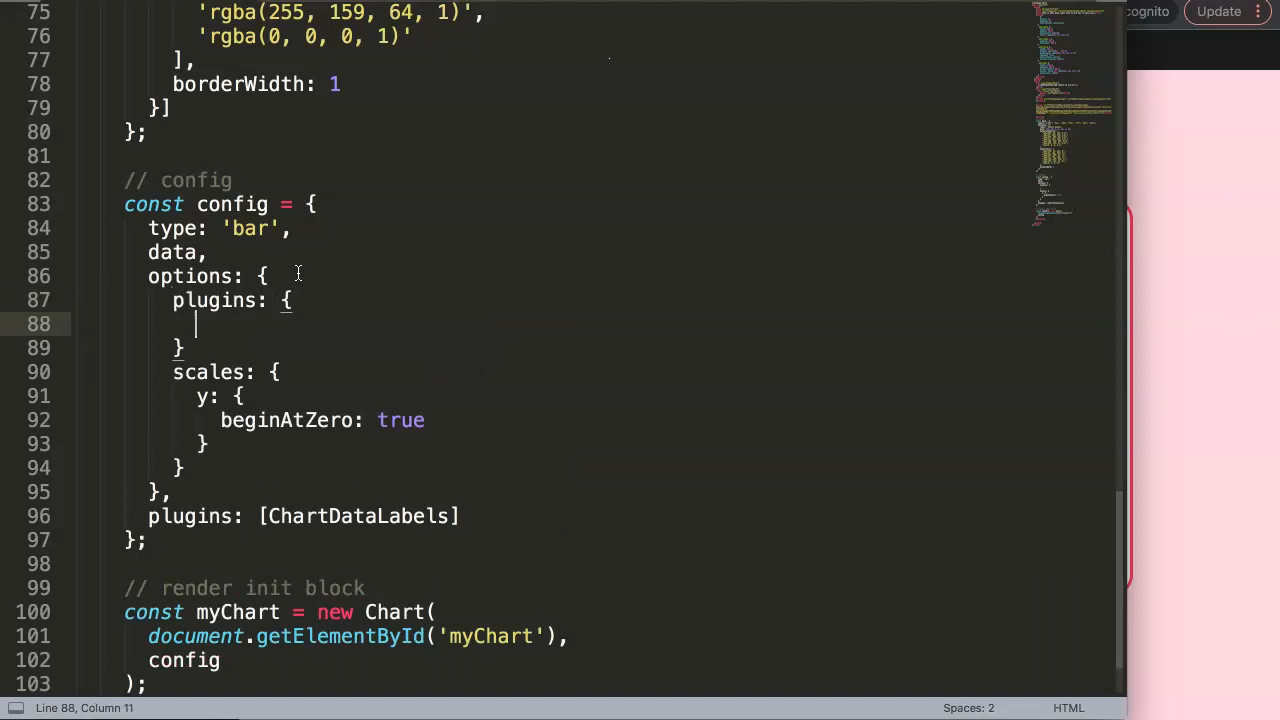 75 'rgba(255, 159, 64, 1)',
76 'rgba(0, 0, 0, 1)'
77 ],
78 borderWidth: 1
79 }]
80 };
81
82 // config
83 const config = {
84 type: 'bar',
85 data,
86 options: {
87 plugins: {
88
89 }
90 scales: {
91 y: {
92 beginAtZero: true
93 }
94 }
95 },
96 plugins: [ChartDataLabels]
97 };
98
99 // render init block
100 const myChart = new Chart(
101 document.getElementById('myChart'),
102 config
103 );
Line 88, Column 11 Spaces: 2 HTML
cognito Update